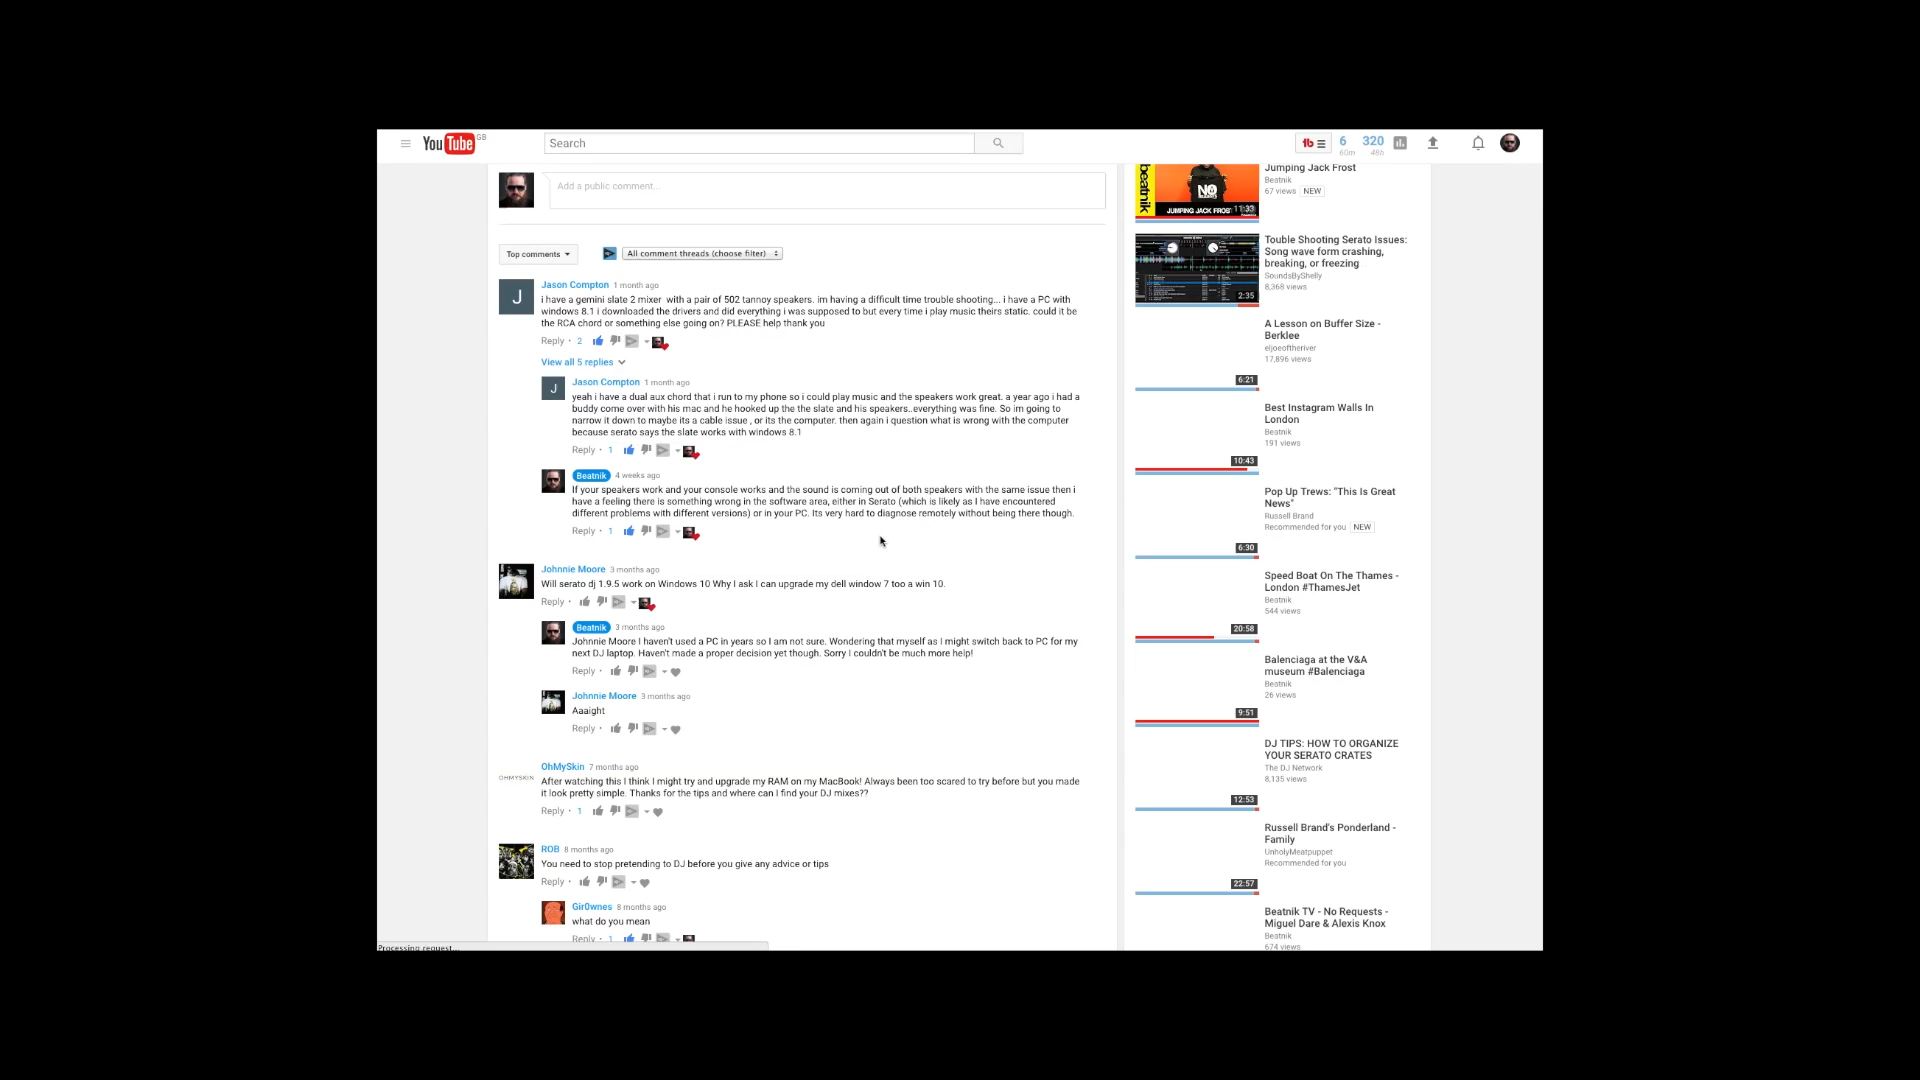 YouTube GB
Search
6 60m
320 48h
Add a public comment...
Top comments
All comment threads (choose filter)
J
Jason Compton 1 month ago
i have a gemini slate 2 mixer with a pair of 502 tannoy speakers. im having a difficult time trouble shooting... i have a PC with
windows 8.1 i downloaded the drivers and did everything i was supposed to but every time i play music theirs static. could it be
the RCA chord or something else going on? PLEASE help thank you
Reply · 2
View all 5 replies
J
Jason Compton 1 month ago
yeah i have a dual aux chord that i run to my phone so i could play music and the speakers work great. a year ago i had a
buddy come over with his mac and he hooked up the the slate and his speakers..everything was fine. So im going to
narrow it down to maybe its a cable issue , or its the computer. then again i question what is wrong with the computer
because serato says the slate works with windows 8.1
Reply · 1
Beatnik 4 weeks ago
If your speakers work and your console works and the sound is coming out of both speakers with the same issue then i
have a feeling there is something wrong in the software area, either in Serato (which is likely as I have encountered
different problems with different versions) or in your PC. Its very hard to diagnose remotely without being there though.
Reply · 1
Johnnie Moore 3 months ago
Will serato dj 1.9.5 work on Windows 10 Why I ask I can upgrade my dell window 7 too a win 10.
Reply ·
Beatnik 3 months ago
Johnnie Moore I haven't used a PC in years so I am not sure. Wondering that myself as I might switch back to PC for my
next DJ laptop. Haven't made a proper decision yet though. Sorry I couldn't be much more help!
Reply ·
Johnnie Moore 3 months ago
Aaaight
Reply ·
OHMYSKIN
OhMySkin 7 months ago
After watching this I think I might try and upgrade my RAM on my MacBook! Always been too scared to try before but you made
it look pretty simple. Thanks for the tips and where can I find your DJ mixes??
Reply · 1
ROB 8 months ago
You need to stop pretending to DJ before you give any advice or tips
Reply ·
Gir0wnes 8 months ago
what do you mean
Reply · 1
Processing request...
beatnik
NO
JUMPING JACK FROST
11:33
Jumping Jack Frost
Beatnik
67 views NEW
2:35
Touble Shooting Serato Issues:
Song wave form crashing,
breaking, or freezing
SoundsByShelly
8,368 views
A Lesson on Buffer Size -
Berklee
eljoeoftheriver
17,896 views
6:21
Best Instagram Walls In
London
Beatnik
191 views
10:43
Pop Up Trews: "This Is Great
News"
Russell Brand
Recommended for you NEW
6:30
Speed Boat On The Thames -
London #ThamesJet
Beatnik
544 views
20:58
Balenciaga at the V&A
museum #Balenciaga
Beatnik
26 views
9:51
DJ TIPS: HOW TO ORGANIZE
YOUR SERATO CRATES
The DJ Network
8,135 views
12:53
Russell Brand's Ponderland -
Family
UnholyMeatpuppet
Recommended for you
22:57
Beatnik TV - No Requests -
Miguel Dare & Alexis Knox
Beatnik
674 views